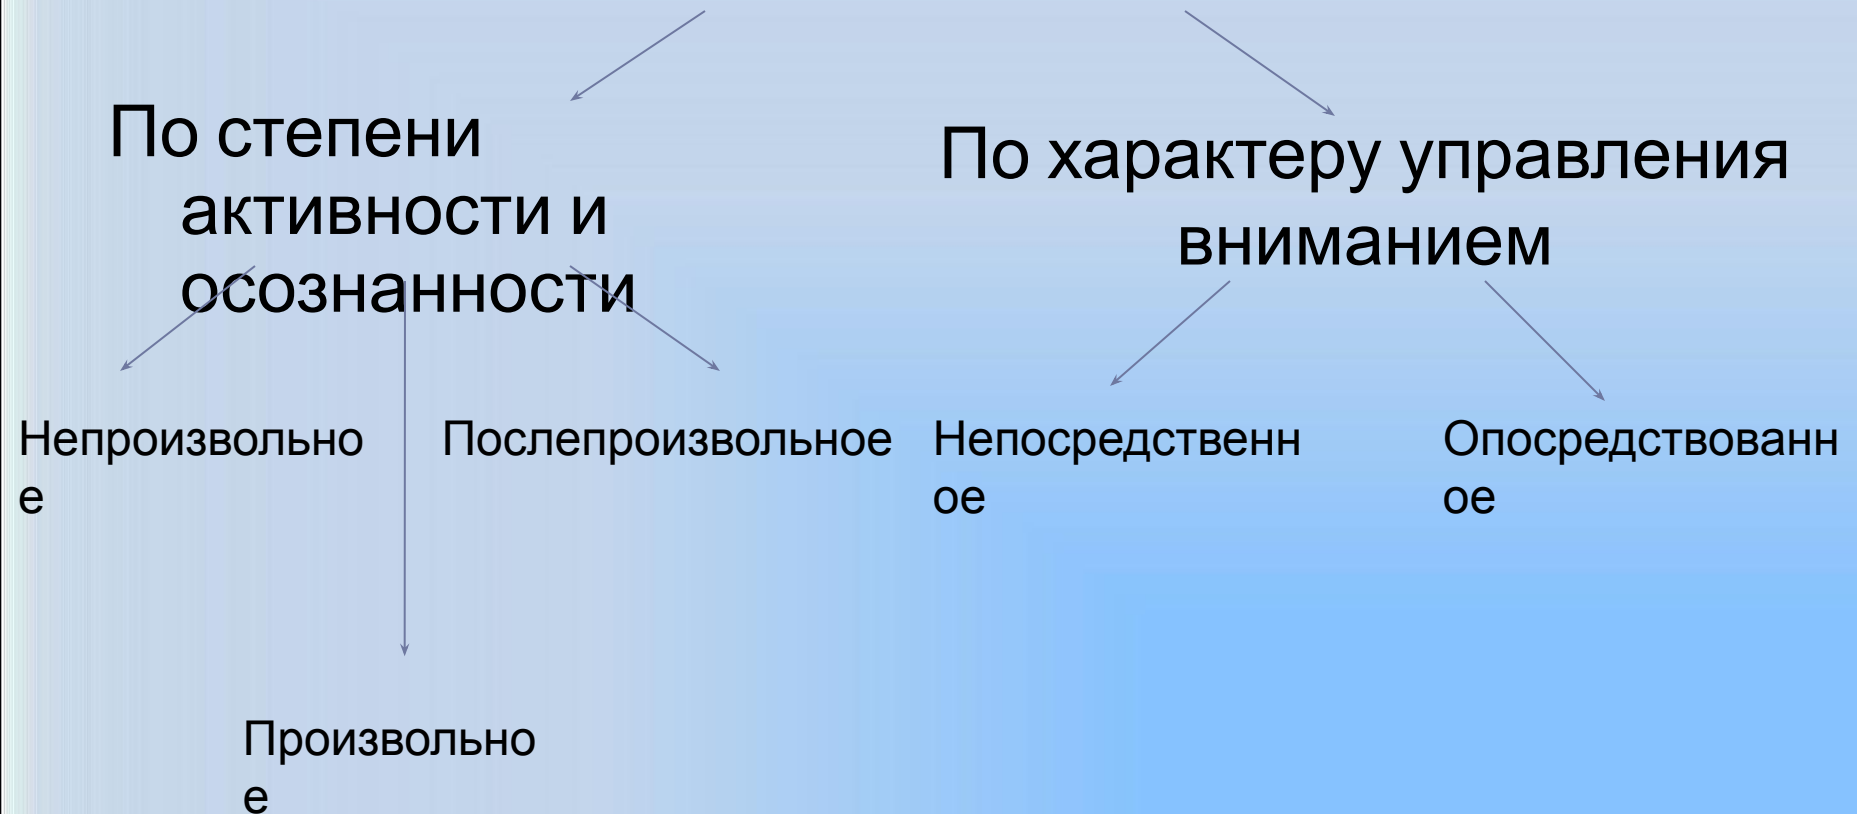 По степени
активности и
осознанности
По характеру управления
вниманием
Непроизвольно
е
Послепроизвольное
Непосредственн
ое
Опосредствованн
ое
Произвольно
е